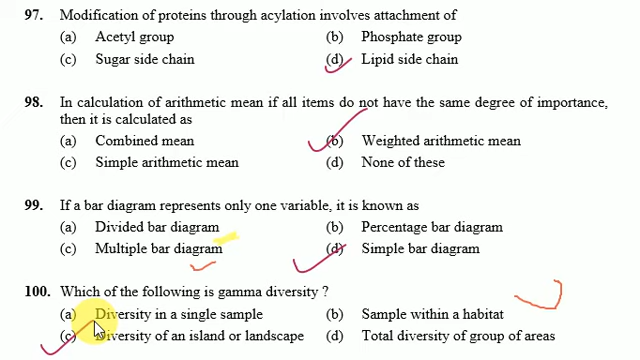 97. Modification of proteins through acylation involves attachment of
(a) Acetyl group (b) Phosphate group
(c) Sugar side chain (d) Lipid side chain
98. In calculation of arithmetic mean if all items do not have the same degree of importance,
then it is calculated as
(a) Combined mean (b) Weighted arithmetic mean
(c) Simple arithmetic mean (d) None of these
99. If a bar diagram represents only one variable, it is known as
(a) Divided bar diagram (b) Percentage bar diagram
(c) Multiple bar diagram (d) Simple bar diagram
100. Which of the following is gamma diversity ?
(a) Diversity in a single sample (b) Sample within a habitat
(c) Diversity of an island or landscape (d) Total diversity of group of areas